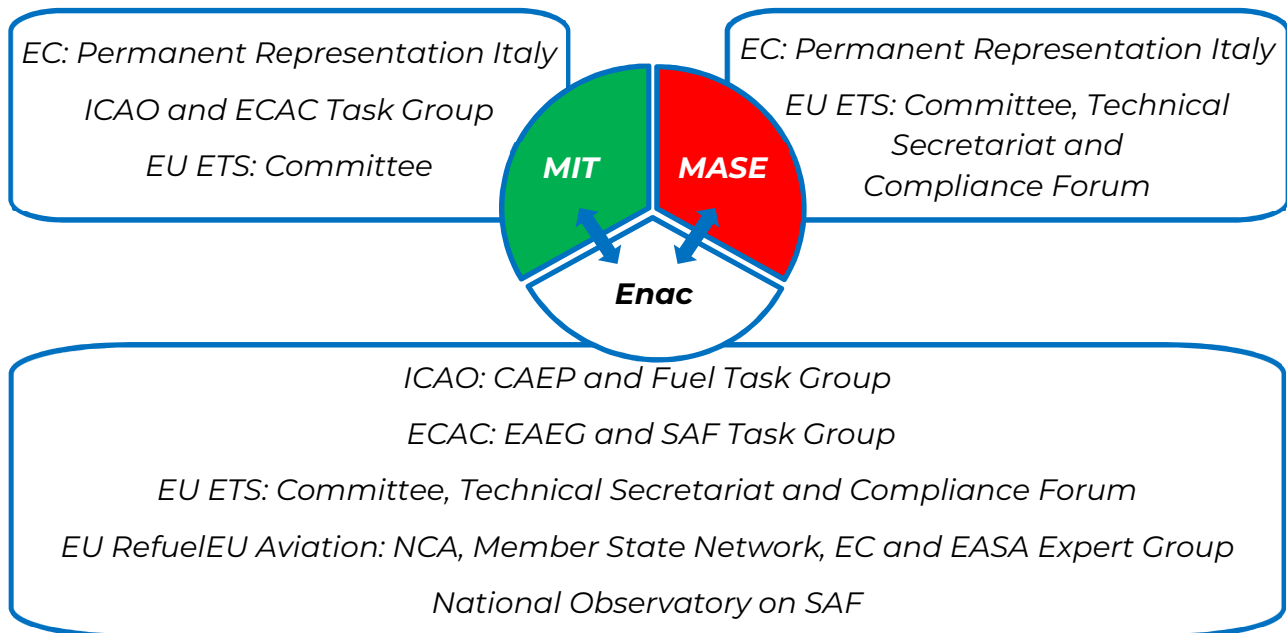 EC: Permanent Representation Italy
ICAO and ECAC Task Group
EU ETS: Committee
EC: Permanent Representation Italy
EU ETS: Committee, Technical
Secretariat and
Compliance Forum
MIT
MASE
Enac
ICAO: CAEP and Fuel Task Group
ECAC: EAEG and SAF Task Group
EU ETS: Committee, Technical Secretariat and Compliance Forum
EU RefuelEU Aviation: NCA, Member State Network, EC and EASA Expert Group
National Observatory on SAF